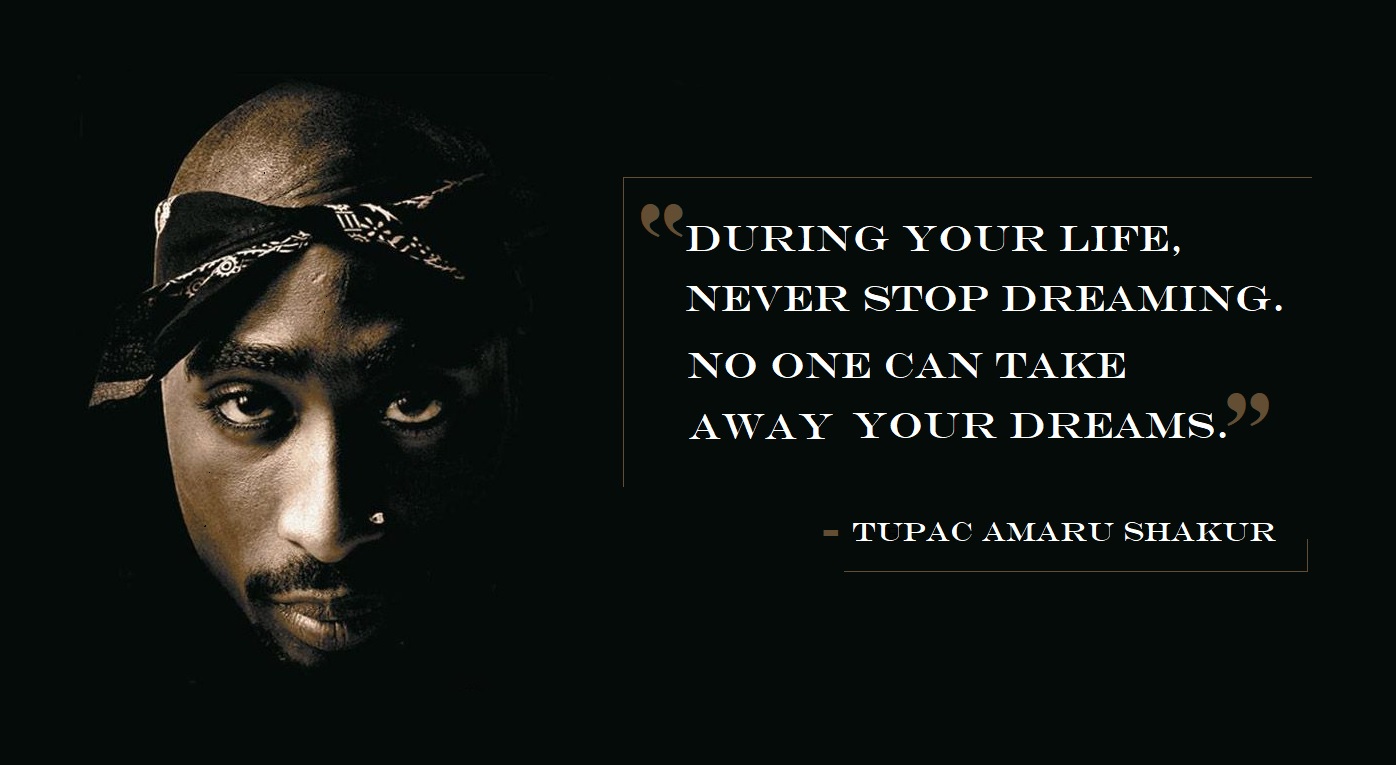 “DURING YOUR LIFE,
NEVER STOP DREAMING.
NO ONE CAN TAKE
AWAY YOUR DREAMS.”
- TUPAC AMARU SHAKUR